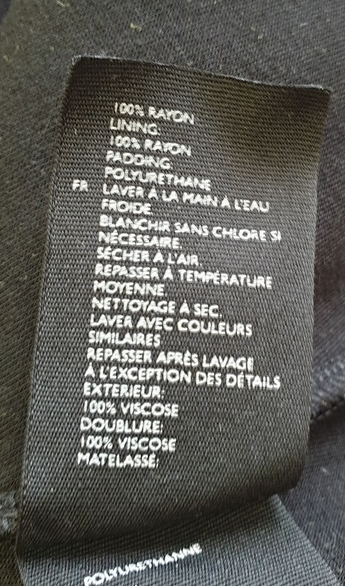 100% RAYON
LINING:
100% RAYON
PADDING:
POLYURETHANE
FR LAVER À LA MAIN À L'EAU
FROIDE.
BLANCHIR SANS CHLORE SI
NÉCESSAIRE.
SÉCHER À L'AIR.
REPASSER À TEMPÉRATURE
MOYENNE.
NETTOYAGE À SEC.
LAVER AVEC COULEURS
SIMILAIRES
REPASSER APRÈS LAVAGE
À L'EXCEPTION DES DÉTAILS
EXTERIEUR:
100% VISCOSE
DOUBLURE:
100% VISCOSE
MATELASSÉ:
POLYURETHANNE